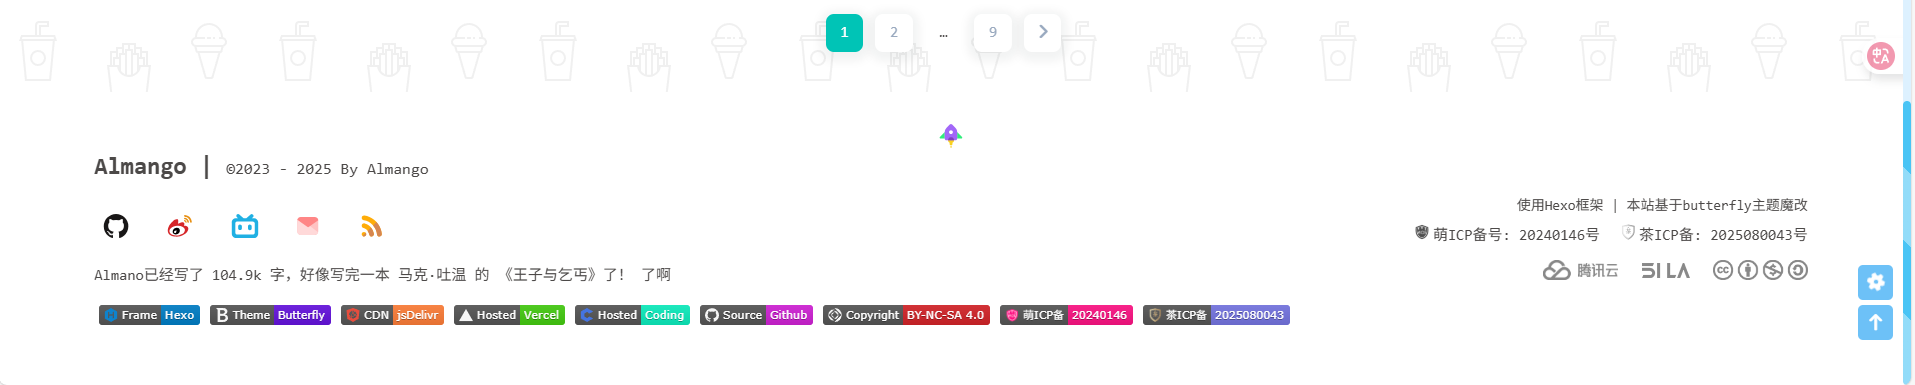 1 2 … 9
Almango | ©2023 - 2025 By Almango
使用Hexo框架 | 本站基于butterfly主题魔改
萌ICP备号: 20240146号 茶ICP备: 2025080043号
腾讯云 51LA
Almano已经写了 104.9k 字，好像写完一本 马克·吐温 的 《王子与乞丐》了！ 了啊
Frame Hexo Theme Butterfly CDN jsDelivr Hosted Vercel Hosted Coding Source Github Copyright BY-NC-SA 4.0 萌ICP备 20240146 茶ICP备 2025080043